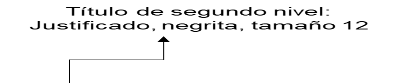 Título de segundo nivel:
Justificado, negrita, tamaño 12